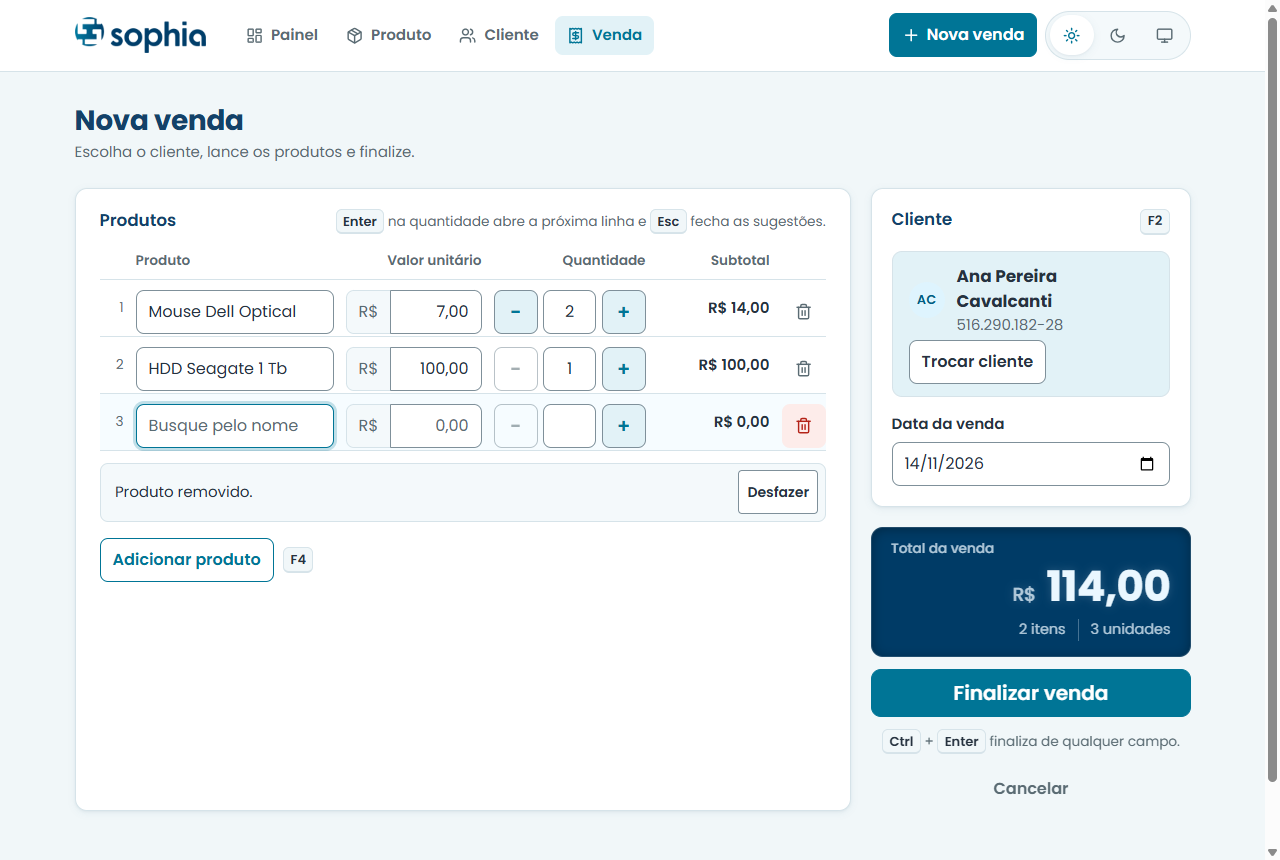 sophia
Painel
Produto
Cliente
Venda
+ Nova venda
Nova venda
Escolha o cliente, lance os produtos e finalize.
Produtos
Enter na quantidade abre a próxima linha e Esc fecha as sugestões.
Produto Valor unitário Quantidade Subtotal
1 Mouse Dell Optical R$ 7,00 − 2 + R$ 14,00
2 HDD Seagate 1 Tb R$ 100,00 − 1 + R$ 100,00
3 Busque pelo nome R$ 0,00 − + R$ 0,00
Produto removido. Desfazer
Adicionar produto F4
Cliente F2
AC
Ana Pereira
Cavalcanti
516.290.182-28
Trocar cliente
Data da venda
14/11/2026
Total da venda
R$ 114,00
2 itens 3 unidades
Finalizar venda
Ctrl + Enter finaliza de qualquer campo.
Cancelar